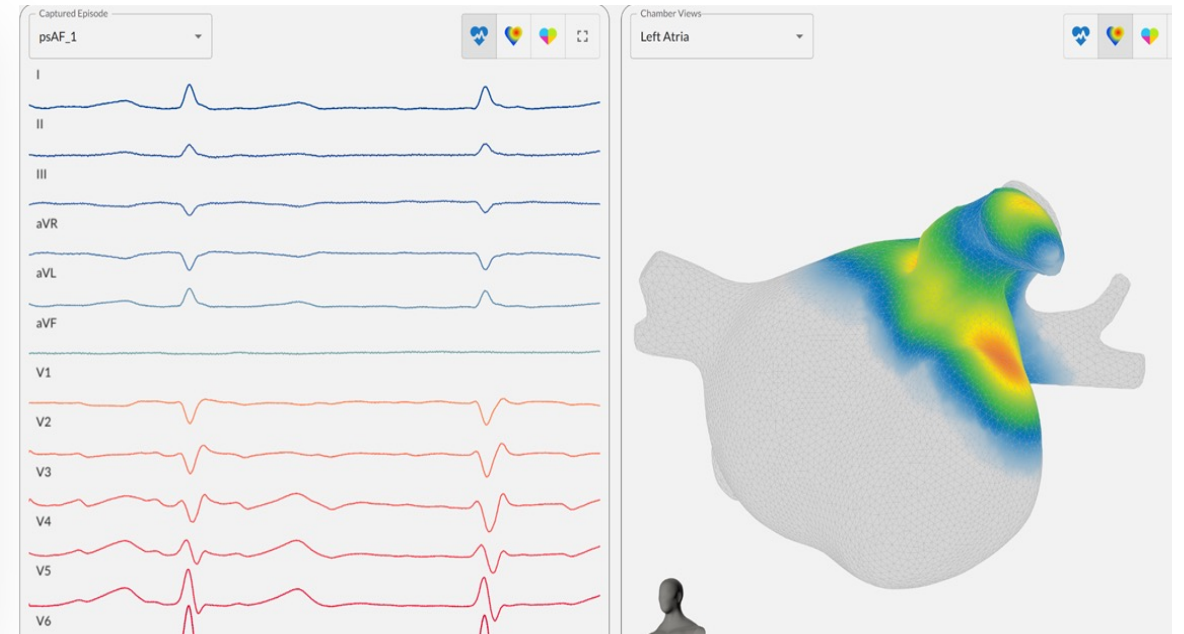 Captured Episode
psAF_1
I
II
III
aVR
aVL
aVF
V1
V2
V3
V4
V5
V6
Chamber Views
Left Atria